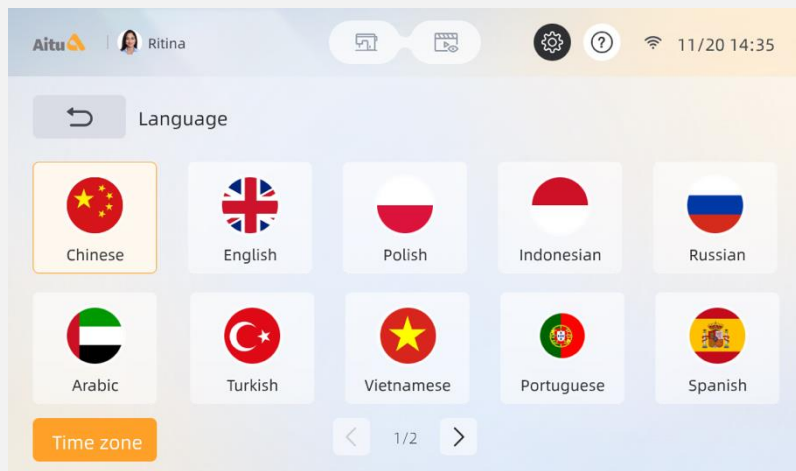 Aitu Ritina 11/20 14:35
Language
Chinese English Polish Indonesian Russian
Arabic Turkish Vietnamese Portuguese Spanish
Time zone 1/2